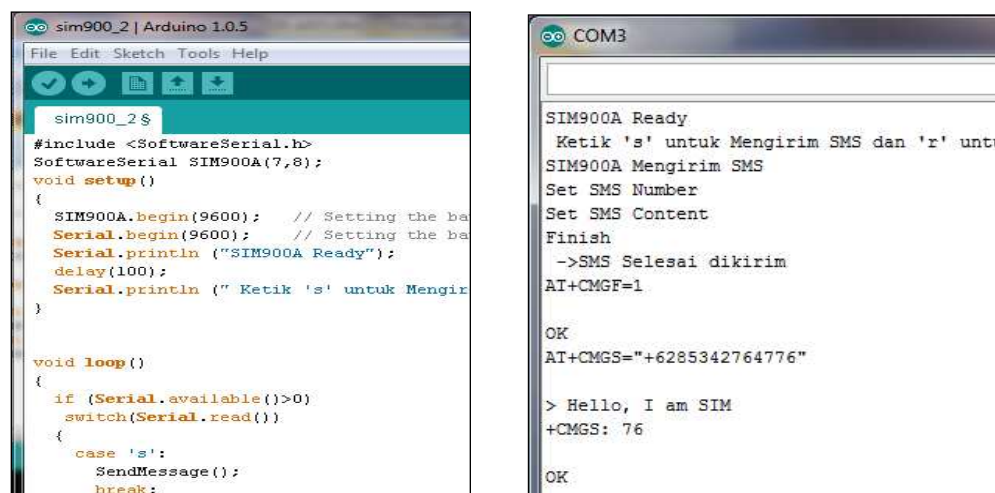 sim900_2 | Arduino 1.0.5
File Edit Sketch Tools Help
sim900_2 §
#include <SoftwareSerial.h>
SoftwareSerial SIM900A(7,8);
void setup()
{
SIM900A.begin(9600);   // Setting the
Serial.begin(9600);   // Setting the
Serial.println ("SIM900A Ready");
delay(100);
Serial.println (" Ketik 's' untuk
}
void loop()
{
if (Serial.available()>0)
switch(Serial.read())
{
case 's':
SendMessage();
break;
COM3
SIM900A Ready
Ketik 's' untuk Mengirim SMS dan 'r'
SIM900A Mengirim SMS
Set SMS Number
Set SMS Content
Finish
->SMS Selesai dikirim
AT+CMGF=1
OK
AT+CMGS="+6285342764776"
> Hello, I am SIM
+CMGS: 76
OK